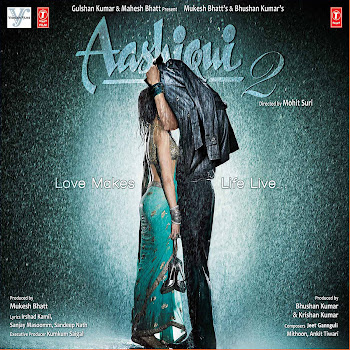 Gulshan Kumar & Mahesh Bhatt Present Mukesh Bhatt's & Bhushan Kumar's
Aashiqui 2
Directed by Mohit Suri
Love Makes Life Live
Produced by
Mukesh Bhatt
Lyrics Irshad Kamil,
Sanjay Masoomm, Sandeep Nath
Executive Producer Kumkum Saigal
Produced by
Bhushan Kumar
& Krishan Kumar
Composers Jeet Gannguli
Mithoon, Ankit Tiwari